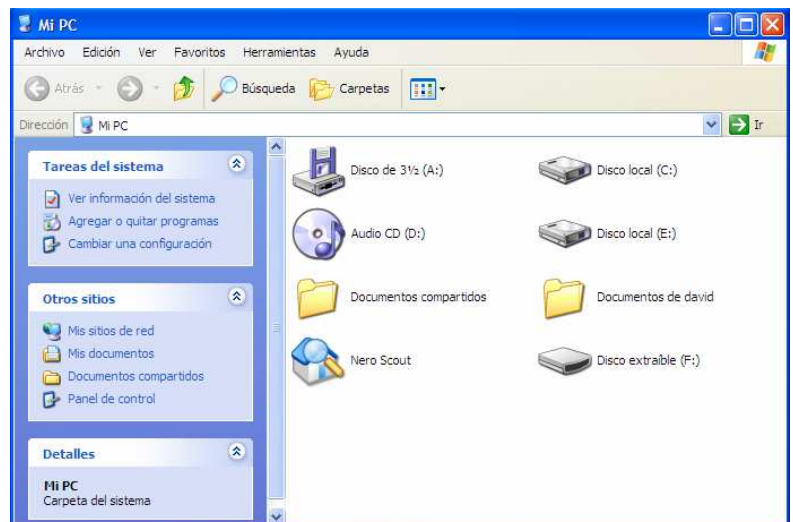 Mi PC
Archivo Edición Ver Favoritos Herramientas Ayuda
Atrás Búsqueda Carpetas
Dirección Mi PC Ir
Tareas del sistema
Ver información del sistema
Agregar o quitar programas
Cambiar una configuración
Otros sitios
Mis sitios de red
Mis documentos
Documentos compartidos
Panel de control
Detalles
Mi PC
Carpeta del sistema
Disco de 3½ (A:) Disco local (C:)
Audio CD (D:) Disco local (E:)
Documentos compartidos Documentos de david
Nero Scout Disco extraíble (F:)